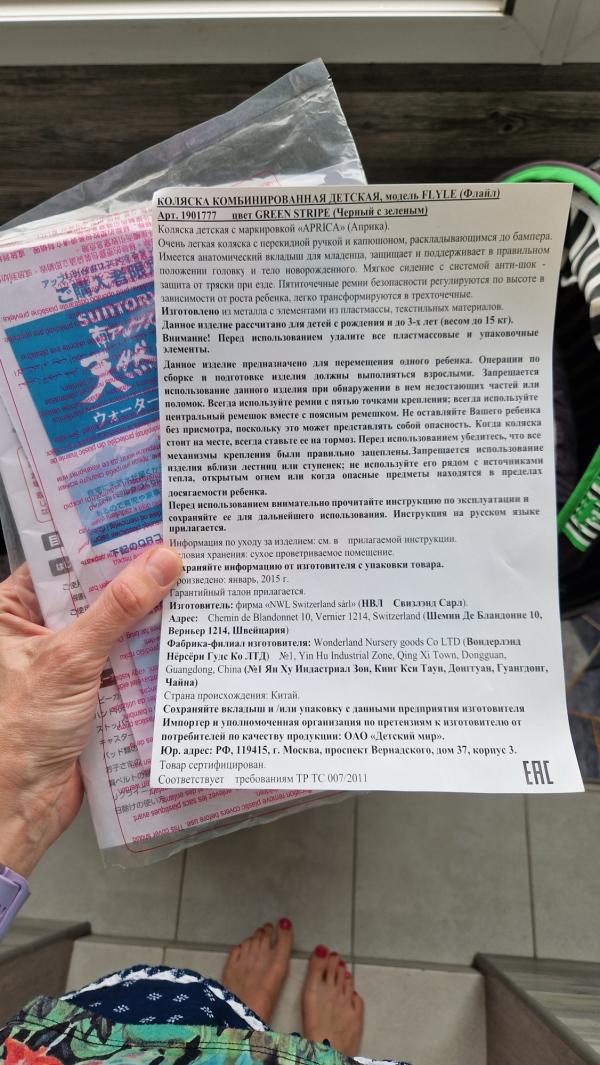 КОЛЯСКА КОМБИНИРОВАННАЯ ДЕТСКАЯ, модель FLYLE (Флайл)
Арт. 1901777 цвет GREEN STRIPE (Черный с зеленым)
Коляска детская с маркировкой «APRICA» (Априка).
Очень легкая коляска с перекидной ручкой и капюшоном, раскладывающимся до бампера.
Имеется анатомический вкладыш для младенца, защищает и поддерживает в правильном
положении головку и тело новорожденного. Мягкое сидение с системой анти-шок -
защита от тряски при езде. Пятиточечные ремни безопасности регулируются по высоте в
зависимости от роста ребенка, легко трансформируются в трехточечные.
Изготовлено из металла с элементами из пластмассы, текстильных материалов.
Данное изделие рассчитано для детей с рождения и до 3-х лет (весом до 15 кг).
Внимание! Перед использованием удалите все пластмассовые и упаковочные
элементы.
Данное изделие предназначено для перемещения одного ребенка. Операции по
сборке и подготовке изделия должны выполняться взрослыми. Запрещается
использование данного изделия при обнаружении в нем недостающих частей или
поломок. Всегда используйте ремни с пятью точками крепления; всегда используйте
центральный ремешок вместе с поясным ремешком. Не оставляйте Вашего ребенка
без присмотра, поскольку это может представлять собой опасность. Когда коляска
стоит на месте, всегда ставьте ее на тормоз. Перед использованием убедитесь, что все
механизмы крепления были правильно зацеплены.Запрещается использование
изделия вблизи лестниц или ступенек; не используйте его рядом с источниками
тепла, открытым огнем или когда опасные предметы находятся в пределах
досягаемости ребенка.
Перед использованием внимательно прочитайте инструкцию по эксплуатации и
сохраняйте ее для дальнейшего использования. Инструкция на русском языке
прилагается.
Информация по уходу за изделием: см. в прилагаемой инструкции.
словия хранения: сухое проветриваемое помещение.
храняйте информацию от изготовителя с упаковки товара.
роизведено: январь, 2015 г.
Гарантийный талон прилагается.
Изготовитель: фирма «NWL Switzerland sàrl» (НВЛ Свизлэнд Сарл).
Адрес: Chemin de Blandonnet 10, Vernier 1214, Switzerland (Шемин Де Бландонне 10,
Верньер 1214, Швейцария)
Фабрика-филиал изготовителя: Wonderland Nursery goods Co LTD (Вондерлэнд
Нёрсёри Гудс Ко ЛТД) №1, Yin Hu Industrial Zone, Qing Xi Town, Dongguan,
Guangdong, China (№1 Ян Ху Индастриал Зон, Кинг Кси Таун, Донггуан, Гуангдонг,
Чайна)
Страна происхождения: Китай.
Сохраняйте вкладыш и /или упаковку с данными предприятия изготовителя
Импортер и уполномоченная организация по претензиям к изготовителю от
потребителей по качеству продукции: ОАО «Детский мир».
Юр. адрес: РФ, 119415, г. Москва, проспект Вернадского, дом 37, корпус 3.
Товар сертифицирован.
Соответствует требованиям ТР ТС 007/2011
EAC
ご購入者限
SUNTORY
天然
ウォーター